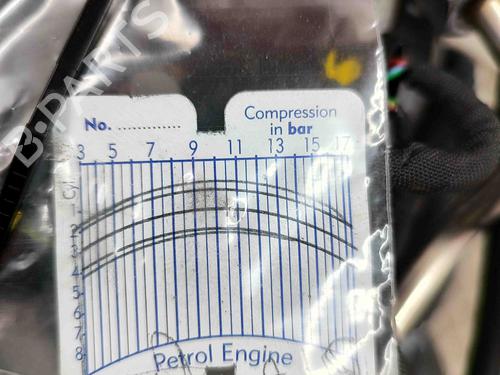 B-PARTS
No. ..............
Compression
in bar
3 5 7 9 11 13 15 17
Cyl.
1
2
3
4
5
6
7
8
Petrol Engine